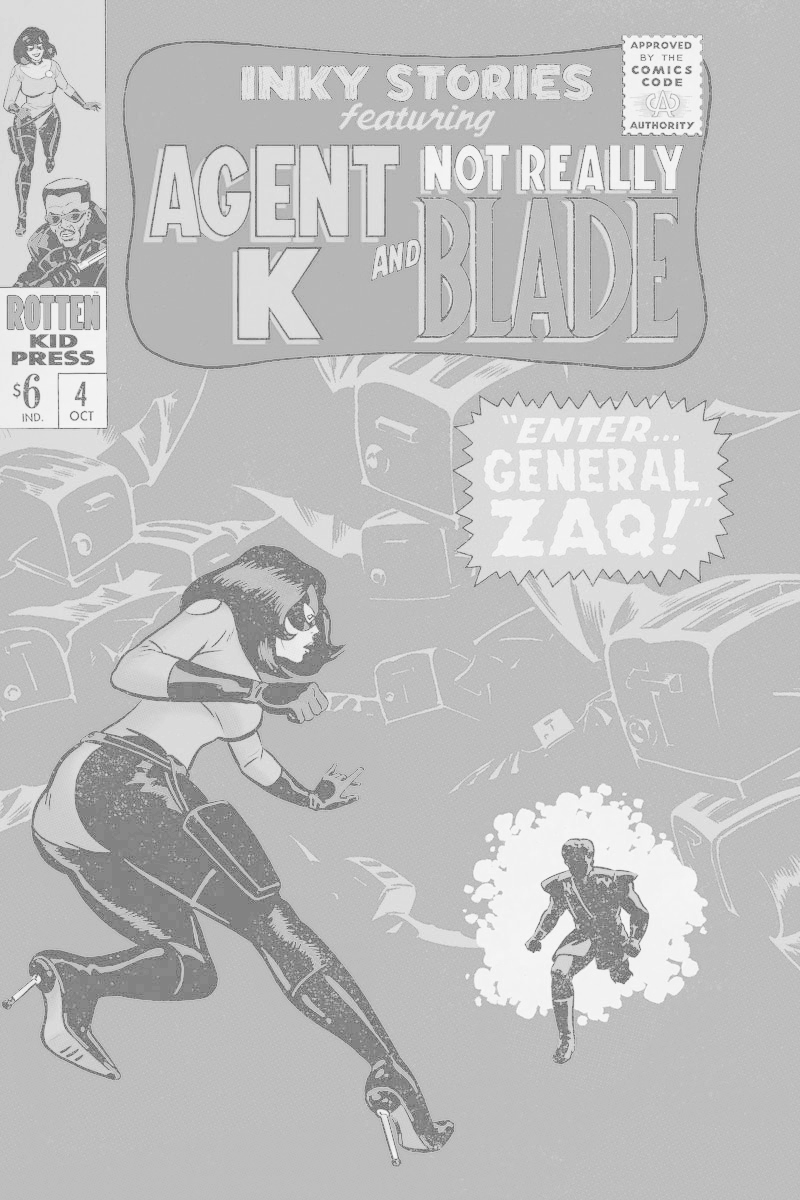 INKY STORIES
featuring
AGENT
K
AND
NOT REALLY
BLADE
APPROVED
BY THE
COMICS
CODE
CA
AUTHORITY
ROTTEN
KID
PRESS
$6
IND.
4
OCT
"ENTER...
GENERAL
ZAQ!"